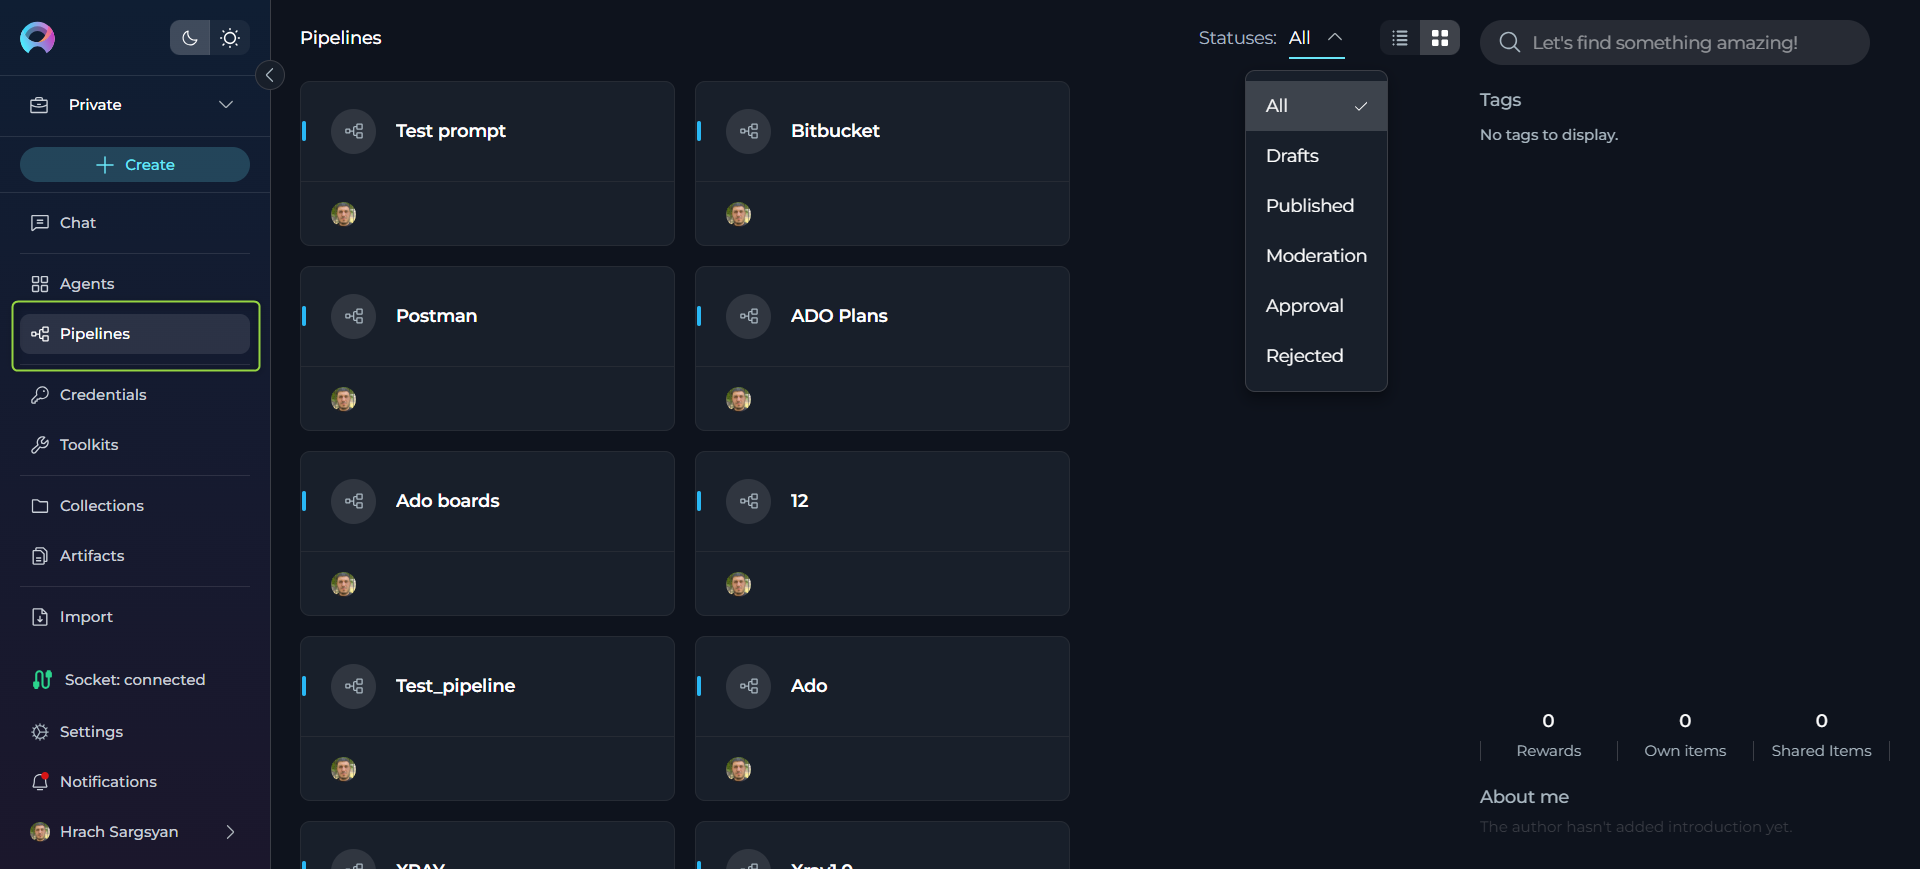 Private
Create
Chat
Agents
Pipelines
Credentials
Toolkits
Collections
Artifacts
Import
Socket: connected
Settings
Notifications
Hrach Sargsyan
Pipelines
Statuses: All
Let's find something amazing!
Test prompt
Bitbucket
Postman
ADO Plans
Ado boards
12
Test_pipeline
Ado
XRAY
Xray1.0
All
Drafts
Published
Moderation
Approval
Rejected
Tags
No tags to display.
0
Rewards
0
Own items
0
Shared Items
About me
The author hasn't added introduction yet.